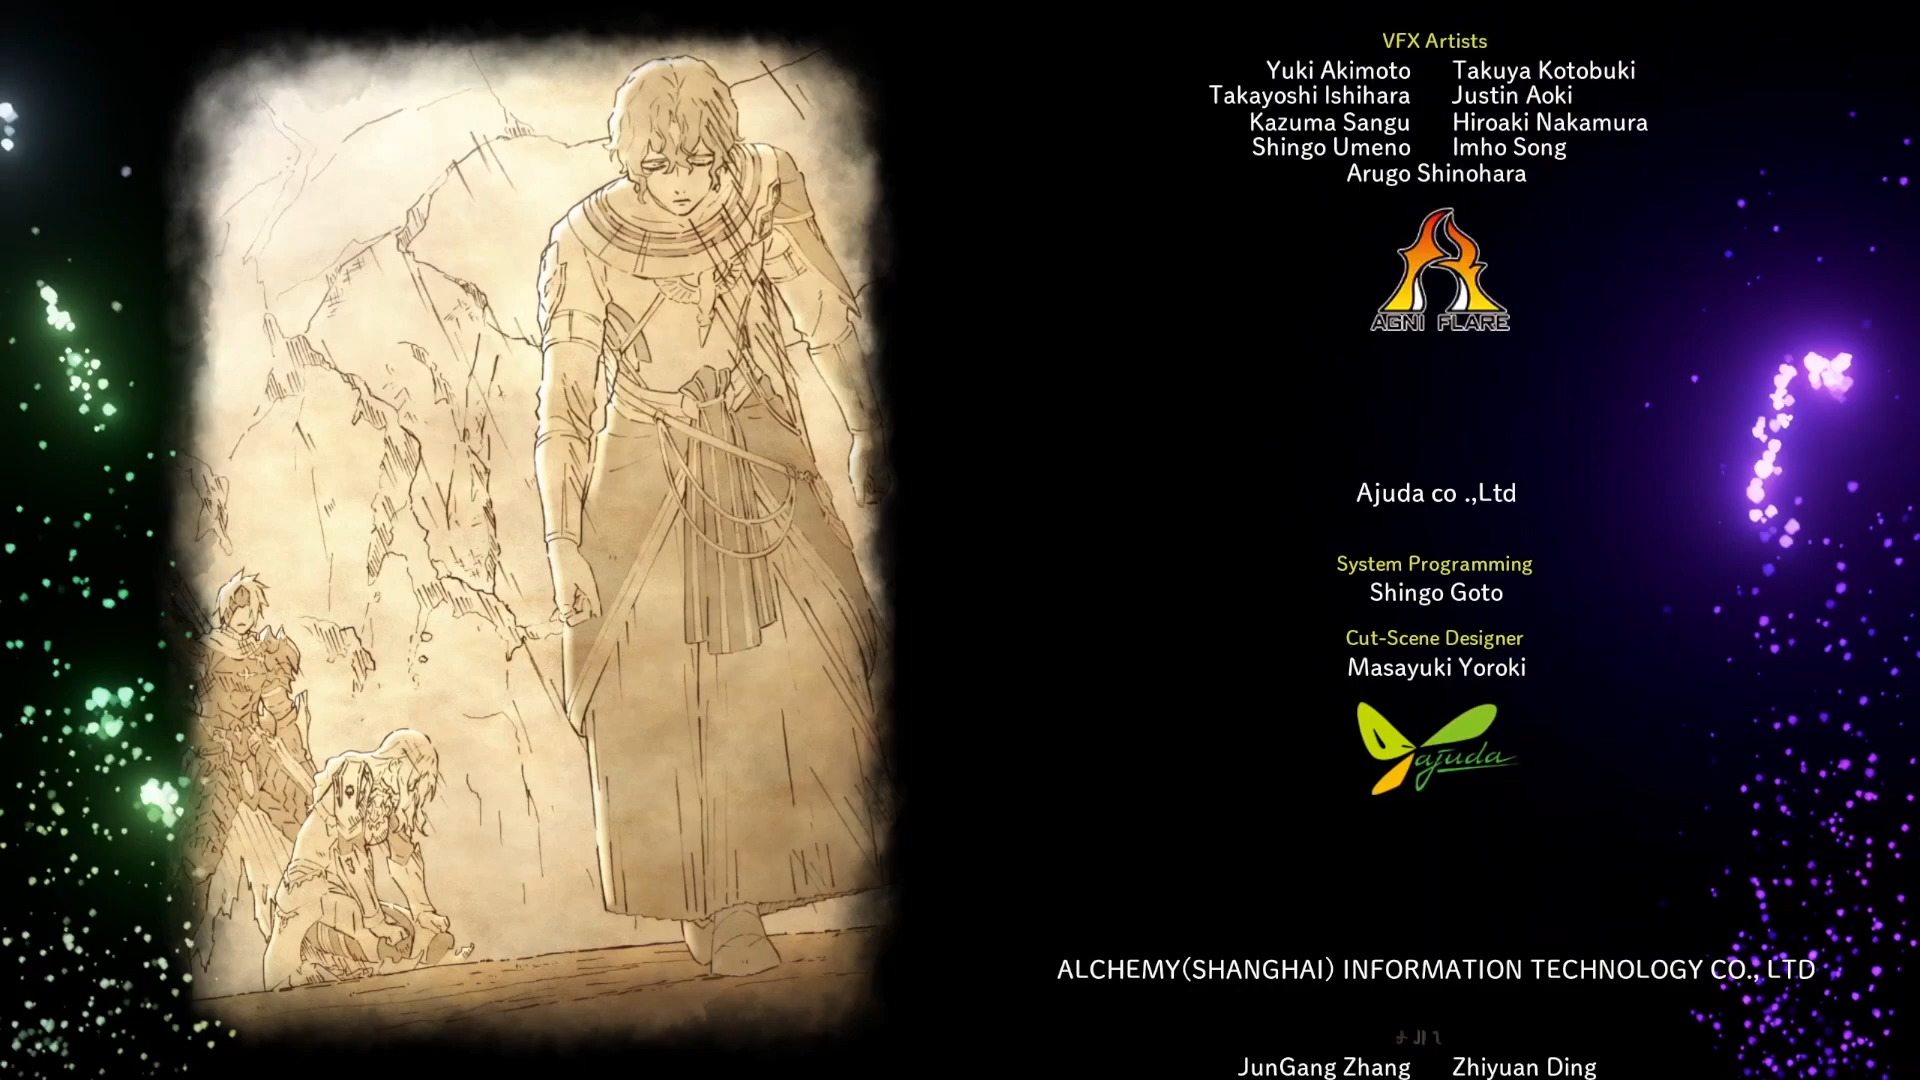 VFX Artists
Yuki Akimoto Takuya Kotobuki
Takayoshi Ishihara Justin Aoki
Kazuma Sangu Hiroaki Nakamura
Shingo Umeno Imho Song
Arugo Shinohara
AGNI FLARE
Ajuda co .,Ltd
System Programming
Shingo Goto
Cut-Scene Designer
Masayuki Yoroki
ajuda
ALCHEMY(SHANGHAI) INFORMATION TECHNOLOGY CO., LTD
JunGang Zhang Zhiyuan Ding